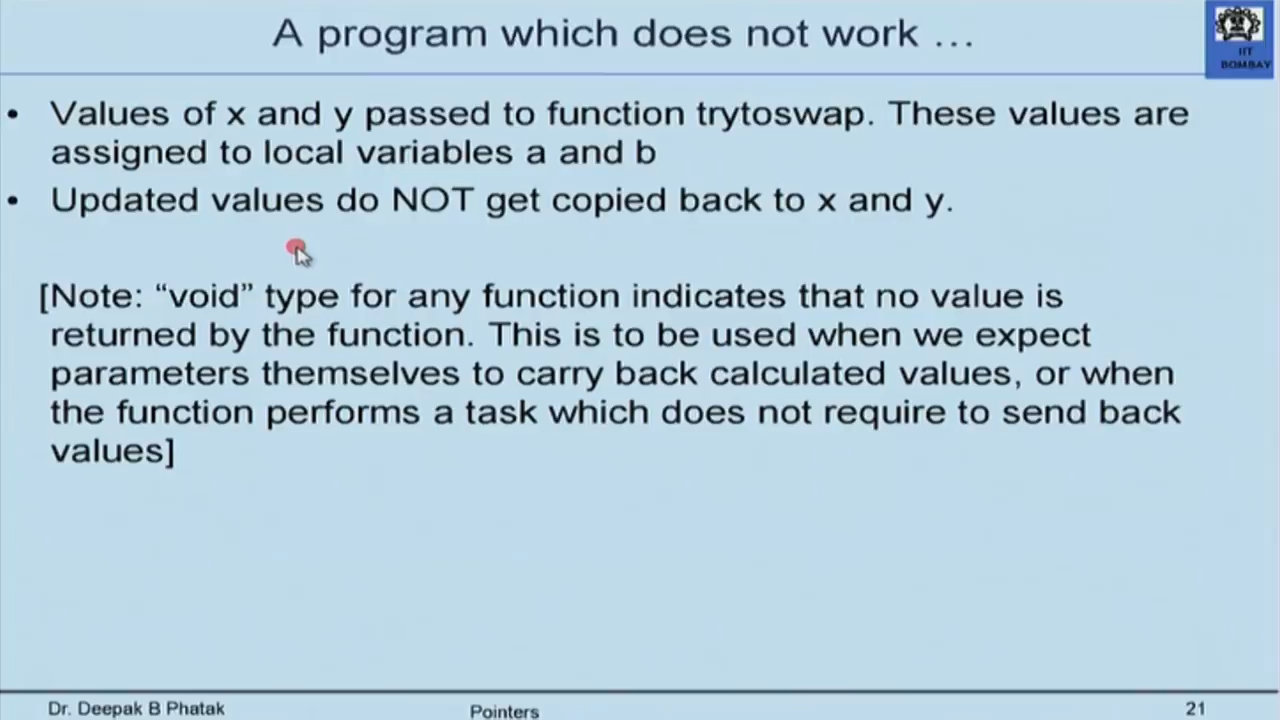 A program which does not work ...
IIT
BOMBAY
• Values of x and y passed to function trytoswap. These values are
assigned to local variables a and b
• Updated values do NOT get copied back to x and y.
[Note: “void” type for any function indicates that no value is
returned by the function. This is to be used when we expect
parameters themselves to carry back calculated values, or when
the function performs a task which does not require to send back
values]
Dr. Deepak B Phatak
Pointers
21